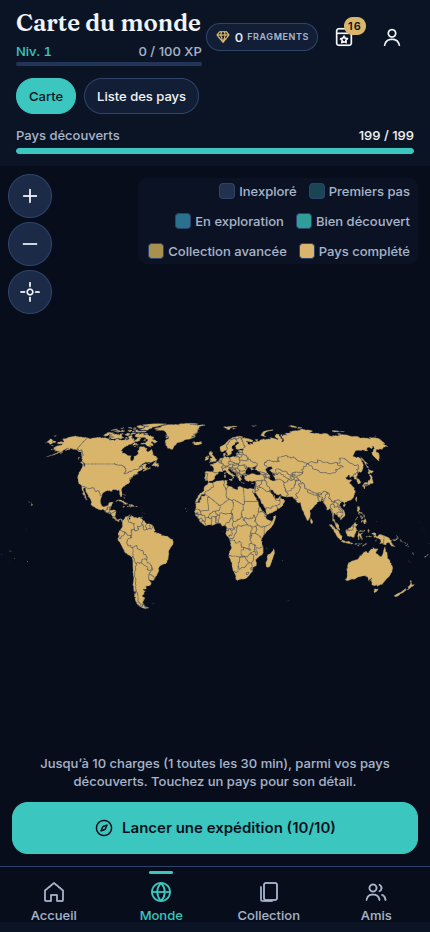 Carte du monde
0 FRAGMENTS
16
Niv. 1
0 / 100 XP
Carte
Liste des pays
Pays découverts
199 / 199
Inexploré
Premiers pas
En exploration
Bien découvert
Collection avancée
Pays complété
Jusqu'à 10 charges (1 toutes les 30 min), parmi vos pays
découverts. Touchez un pays pour son détail.
Lancer une expédition (10/10)
Accueil
Monde
Collection
Amis